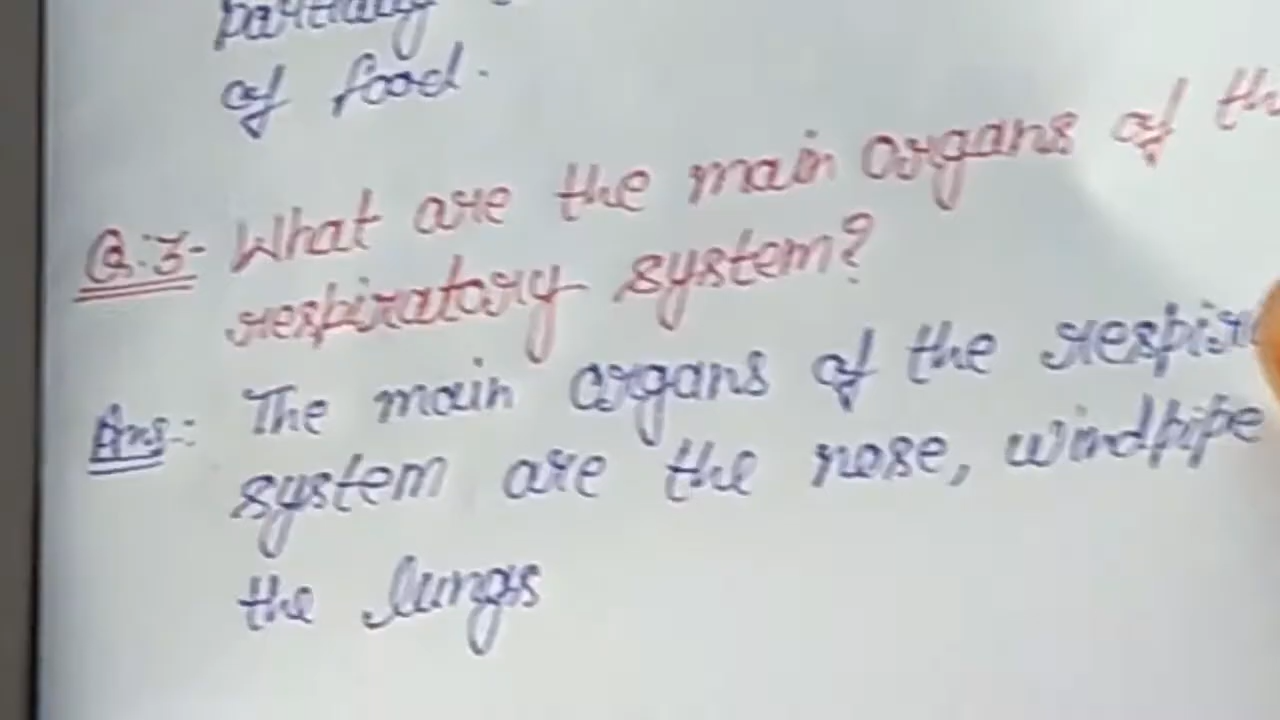 partially
of food.
Q.3- What are the main organs of th
respiratory system?
Ans:- The main organs of the respir
system are the nose, windpipe
the lungs